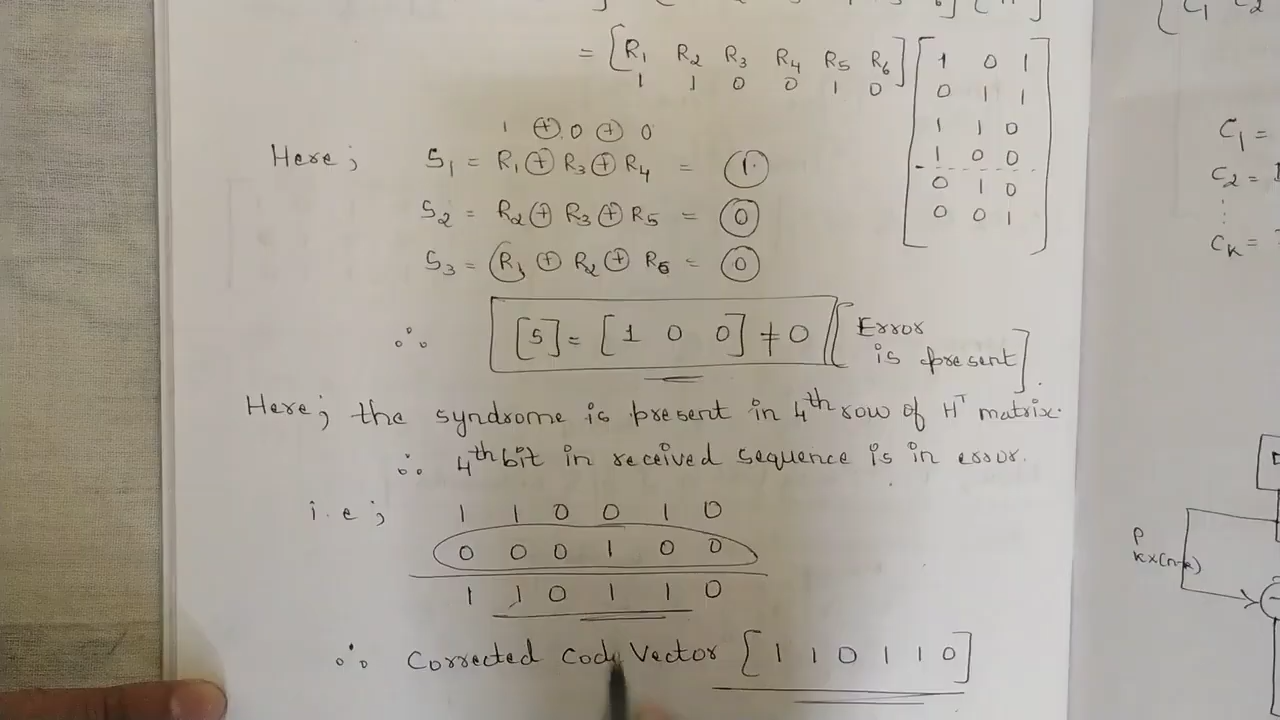 = [R1 R2 R3 R4 R5 R6]
1 1 0 0 1 0
[1 0 1
0 1 1
1 1 0
1 0 0
0 1 0
0 0 1]
1 ⊕ 0 ⊕ 0
Here; S1 = R1 ⊕ R3 ⊕ R4 = 1
S2 = R2 ⊕ R3 ⊕ R5 = 0
S3 = R1 ⊕ R2 ⊕ R6 = 0
∴ [S] = [1 0 0] ≠ 0 [Error is present].
Here; the syndrome is present in 4th row of H^T matrix.
∴ 4th bit in received sequence is in error.
i.e; 1 1 0 0 1 0
0 0 0 1 0 0
1 1 0 1 1 0
∴ Corrected Code Vector [1 1 0 1 1 0]
C1 C2
C1 =
C2 =
⋮
CK =
P
K×(n-k)